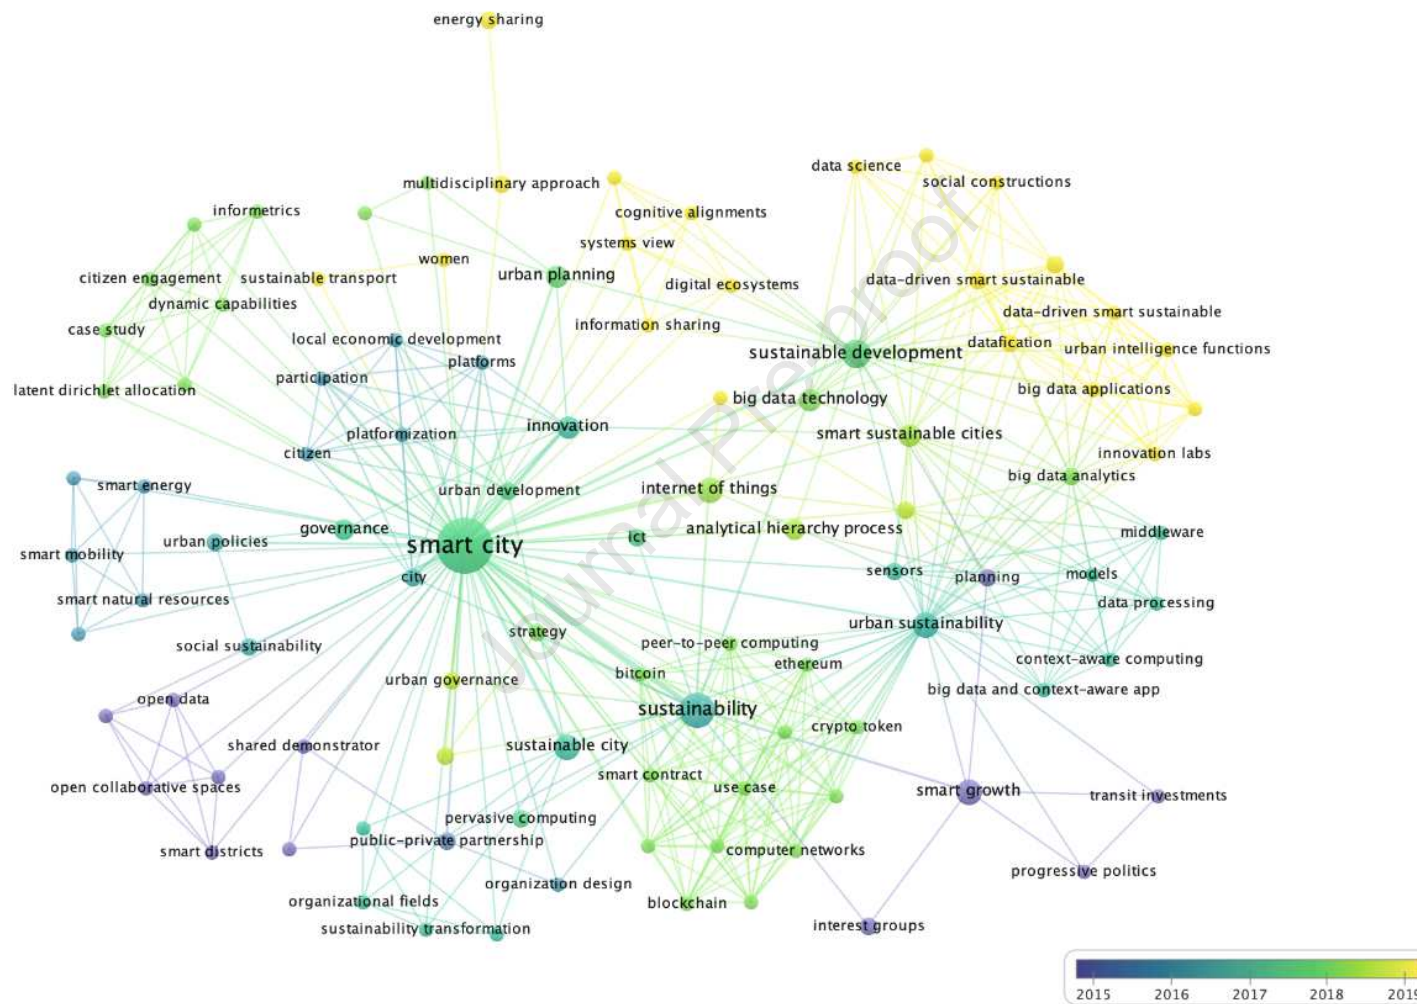 energy sharing
data science
social constructions
multidisciplinary approach
informetrics
cognitive alignments
systems view
women
citizen engagement
sustainable transport
urban planning
digital ecosystems
data-driven smart sustainable
dynamic capabilities
case study
information sharing
data-driven smart sustainable
local economic development
platforms
sustainable development
datafication
urban intelligence functions
participation
latent dirichlet allocation
big data technology
big data applications
platformization
innovation
smart sustainable cities
citizen
innovation labs
smart energy
urban development
internet of things
big data analytics
governance
analytical hierarchy process
middleware
urban policies
smart city
ict
smart mobility
city
sensors
planning
models
smart natural resources
data processing
strategy
urban sustainability
social sustainability
peer-to-peer computing
ethereum
context-aware computing
bitcoin
urban governance
big data and context-aware app
open data
sustainability
crypto token
shared demonstrator
sustainable city
smart contract
use case
open collaborative spaces
smart growth
transit investments
pervasive computing
public-private partnership
smart districts
computer networks
progressive politics
organization design
organizational fields
blockchain
sustainability transformation
interest groups
Journal Pre-proof
2015 2016 2017 2018 2019